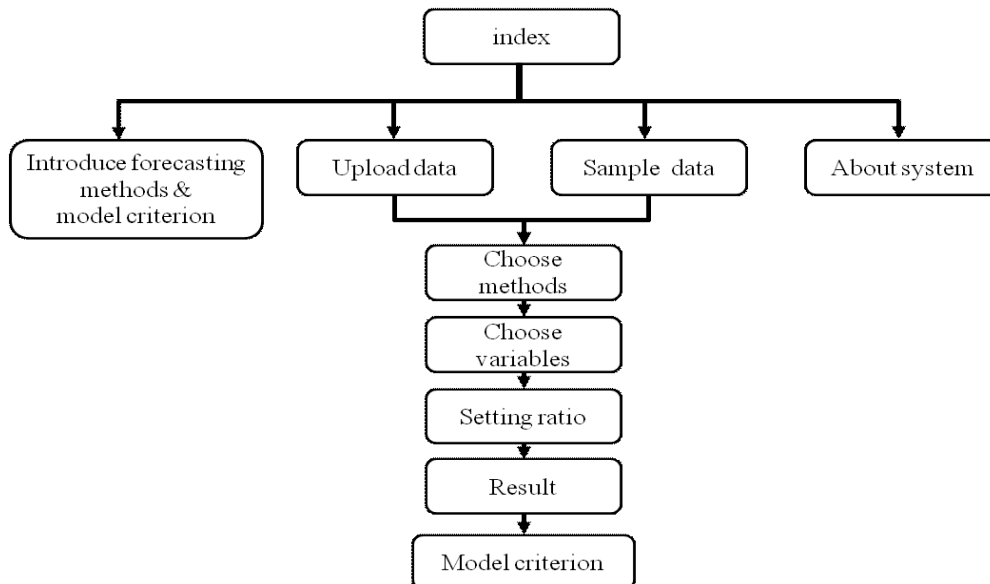 index
Introduce forecasting
methods &
model criterion
Upload data
Sample data
About system
Choose
methods
Choose
variables
Setting ratio
Result
Model criterion